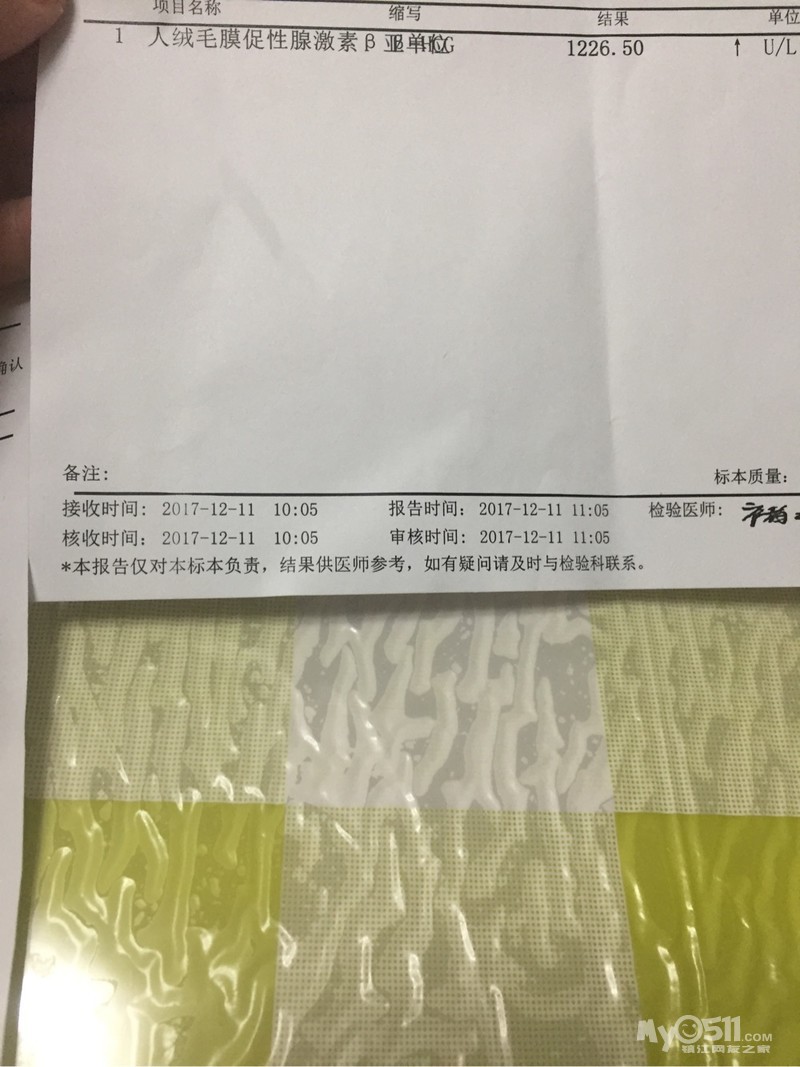 项目名称 缩写 结果 单位
1 人绒毛膜促性腺激素β亚单位 1226.50 ↑ U/L
确认
备注: 标本质量:
接收时间: 2017-12-11 10:05 报告时间: 2017-12-11 11:05 检验医师:
核收时间: 2017-12-11 10:05 审核时间: 2017-12-11 11:05
*本报告仅对本标本负责，结果供医师参考，如有疑问请及时与检验科联系。
My0511.COM
镇江网友之家